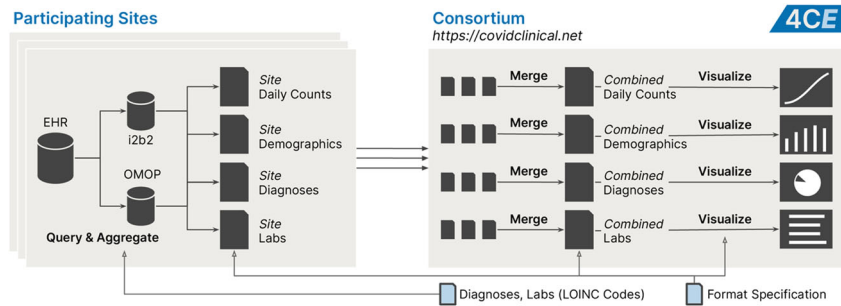 Participating Sites
EHR
i2b2
OMOP
Query & Aggregate
Site
Daily Counts
Site
Demographics
Site
Diagnoses
Site
Labs
Consortium
https://covidclinical.net
4CE
Merge
Combined
Daily Counts
Visualize
Merge
Combined
Demographics
Visualize
Merge
Combined
Diagnoses
Visualize
Merge
Combined
Labs
Visualize
Diagnoses, Labs (LOINC Codes)
Format Specification